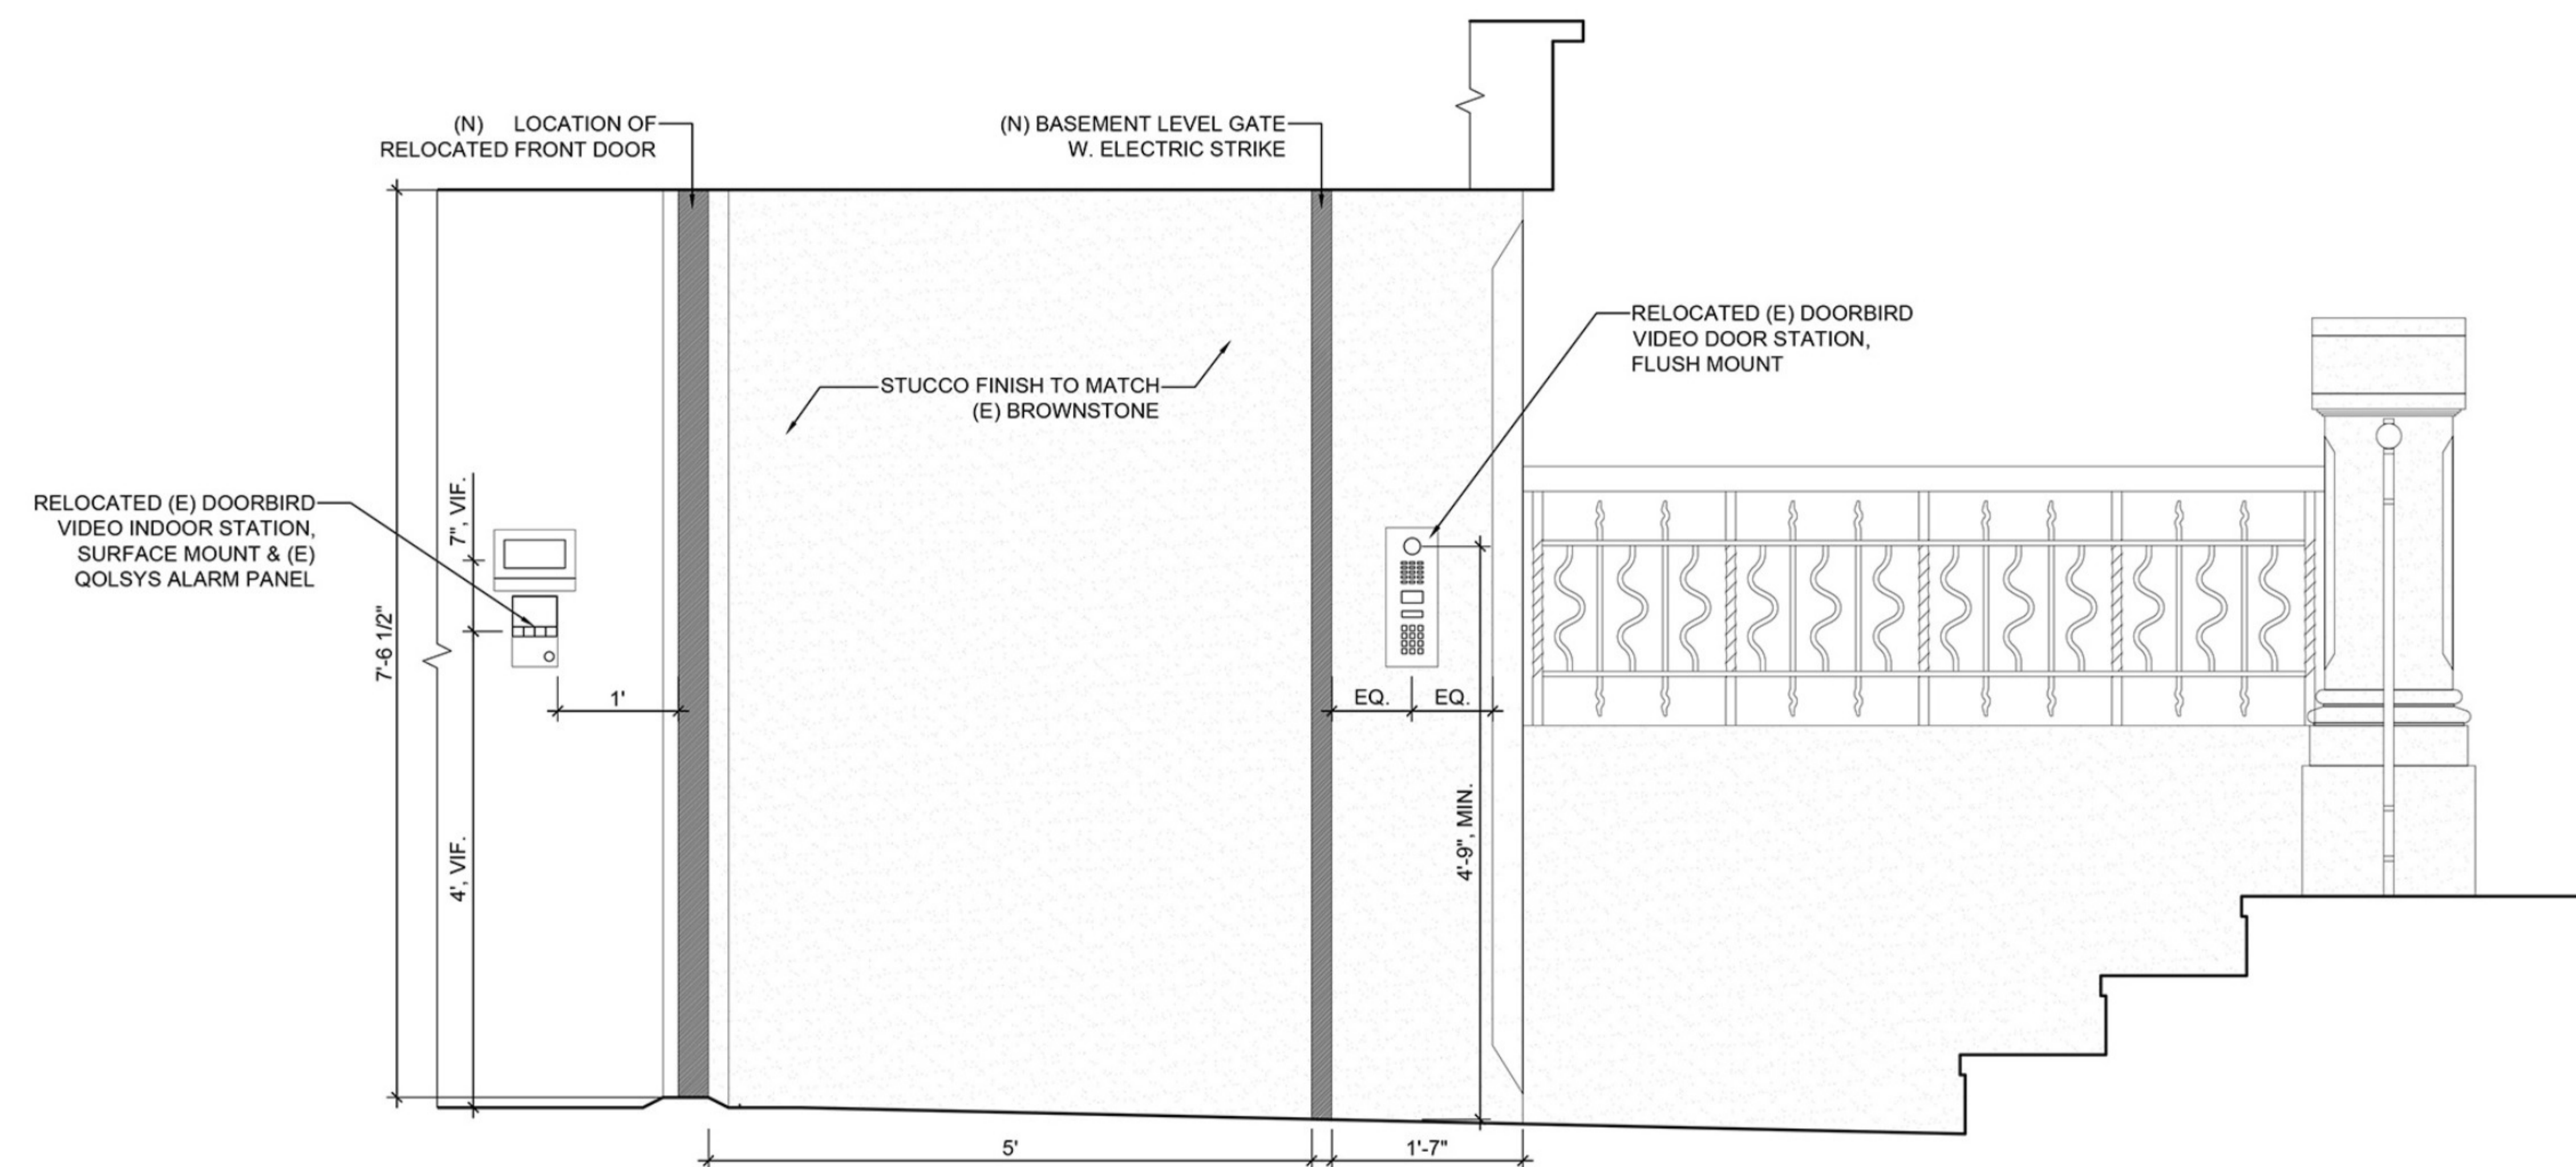 (N) LOCATION OF
RELOCATED FRONT DOOR
(N) BASEMENT LEVEL GATE
W. ELECTRIC STRIKE
RELOCATED (E) DOORBIRD
VIDEO DOOR STATION,
FLUSH MOUNT
STUCCO FINISH TO MATCH
(E) BROWNSTONE
RELOCATED (E) DOORBIRD
VIDEO INDOOR STATION,
SURFACE MOUNT & (E)
QOLSYS ALARM PANEL
7", VIF.
7'-6 1/2"
1'
EQ.
EQ.
4', VIF.
4'-9", MIN.
5'
1'-7"